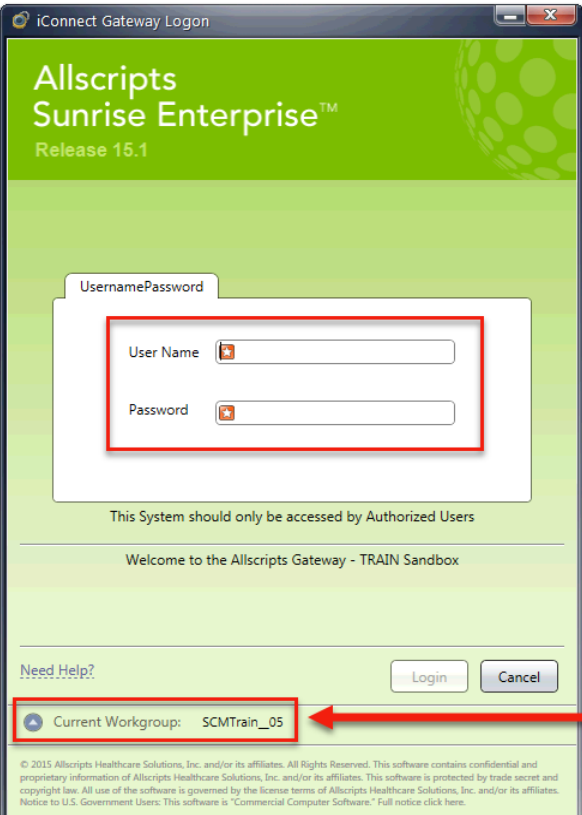 iConnect Gateway Logon
Allscripts
Sunrise Enterprise™
Release 15.1
UsernamePassword
User Name
Password
This System should only be accessed by Authorized Users
Welcome to the Allscripts Gateway - TRAIN Sandbox
Need Help?
Login Cancel
Current Workgroup: SCMTrain__05
© 2015 Allscripts Healthcare Solutions, Inc. and/or its affiliates. All Rights Reserved. This software contains confidential and
proprietary information of Allscripts Healthcare Solutions, Inc. and/or its affiliates. This software is protected by trade secret and
copyright law. All use of the software is governed by the license terms of Allscripts Healthcare Solutions, Inc. and/or its affiliates.
Notice to U.S. Government Users: This software is "Commercial Computer Software." Full notice click here.